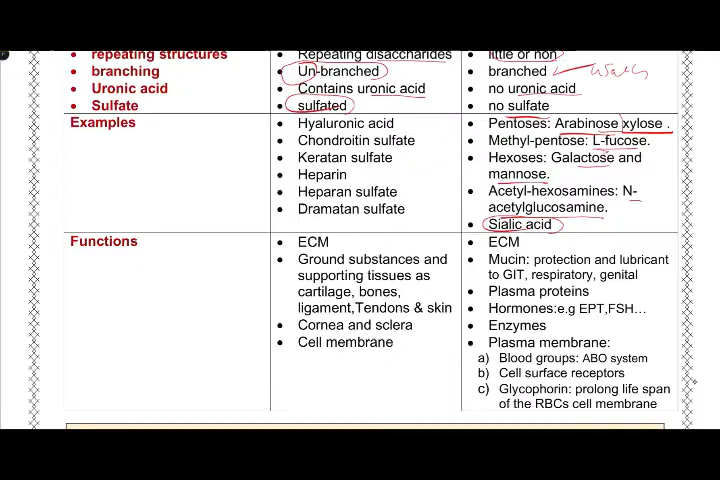 repeating structures
• Repeating disaccharides
• little or non
branching
• Un-branched
• branched usually
Uronic acid
• Contains uronic acid
• no uronic acid
Sulfate
• sulfated
• no sulfate
Examples
• Hyaluronic acid
• Chondroitin sulfate
• Keratan sulfate
• Heparin
• Heparan sulfate
• Dramatan sulfate
• Pentoses: Arabinose xylose .
• Methyl-pentose: L-fucose.
• Hexoses: Galactose and
mannose.
• Acetyl-hexosamines: N-
acetylglucosamine.
• Sialic acid
Functions
• ECM
• Ground substances and
supporting tissues as
cartilage, bones,
ligament,Tendons & skin
• Cornea and sclera
• Cell membrane
• ECM
• Mucin: protection and lubricant
to GIT, respiratory, genital
• Plasma proteins
• Hormones:e.g EPT,FSH...
• Enzymes
• Plasma membrane:
a) Blood groups: ABO system
b) Cell surface receptors
c) Glycophorin: prolong life span
of the RBCs cell membrane